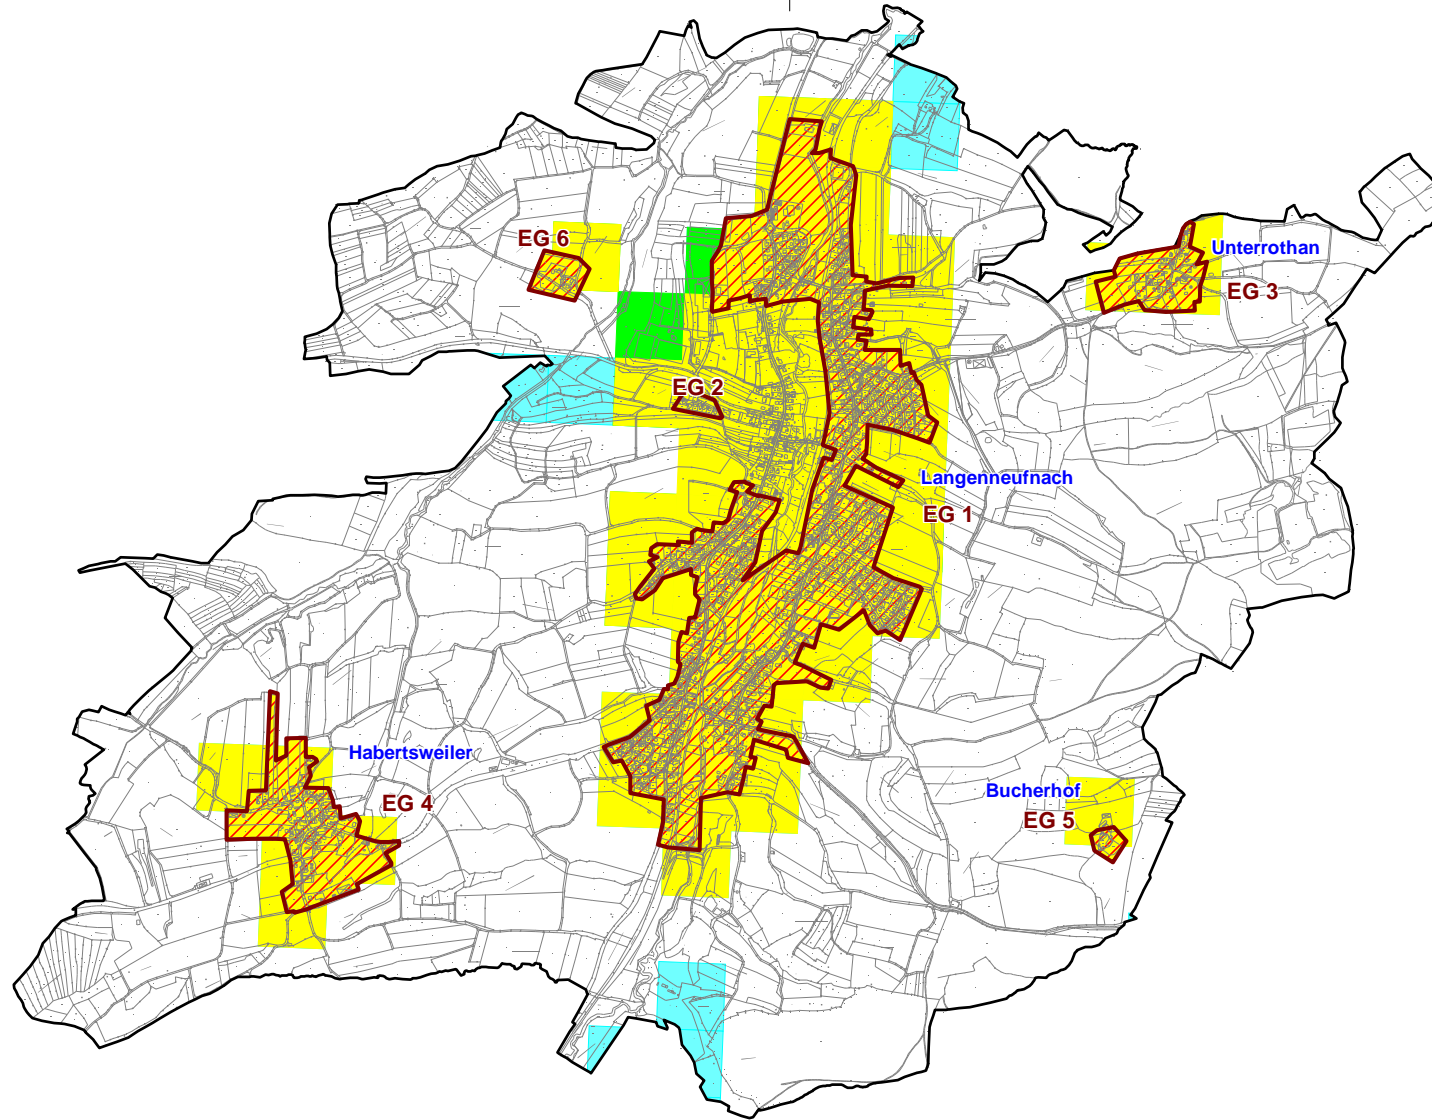 EG 6
Unterrothan
EG 3
EG 2
Langenneufnach
EG 1
Habertsweiler
EG 4
Bucherhof
EG 5